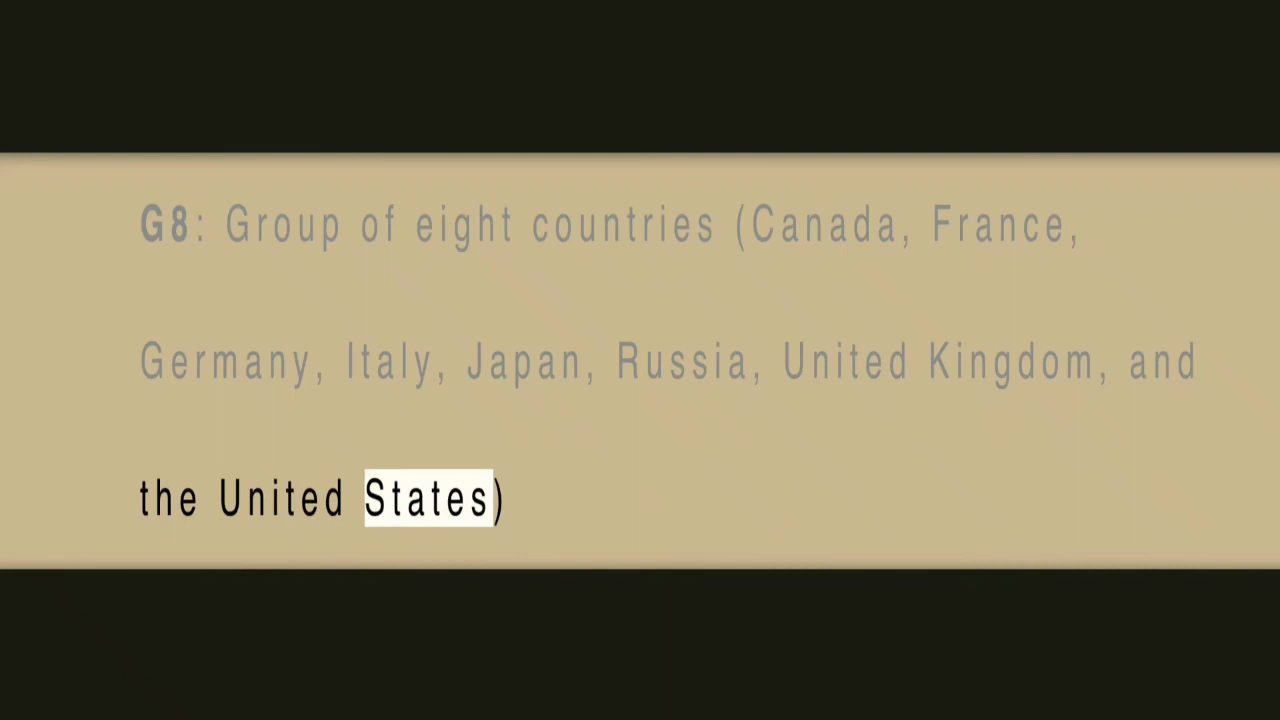 G8: Group of eight countries (Canada, France,
Germany, Italy, Japan, Russia, United Kingdom, and
the United States)